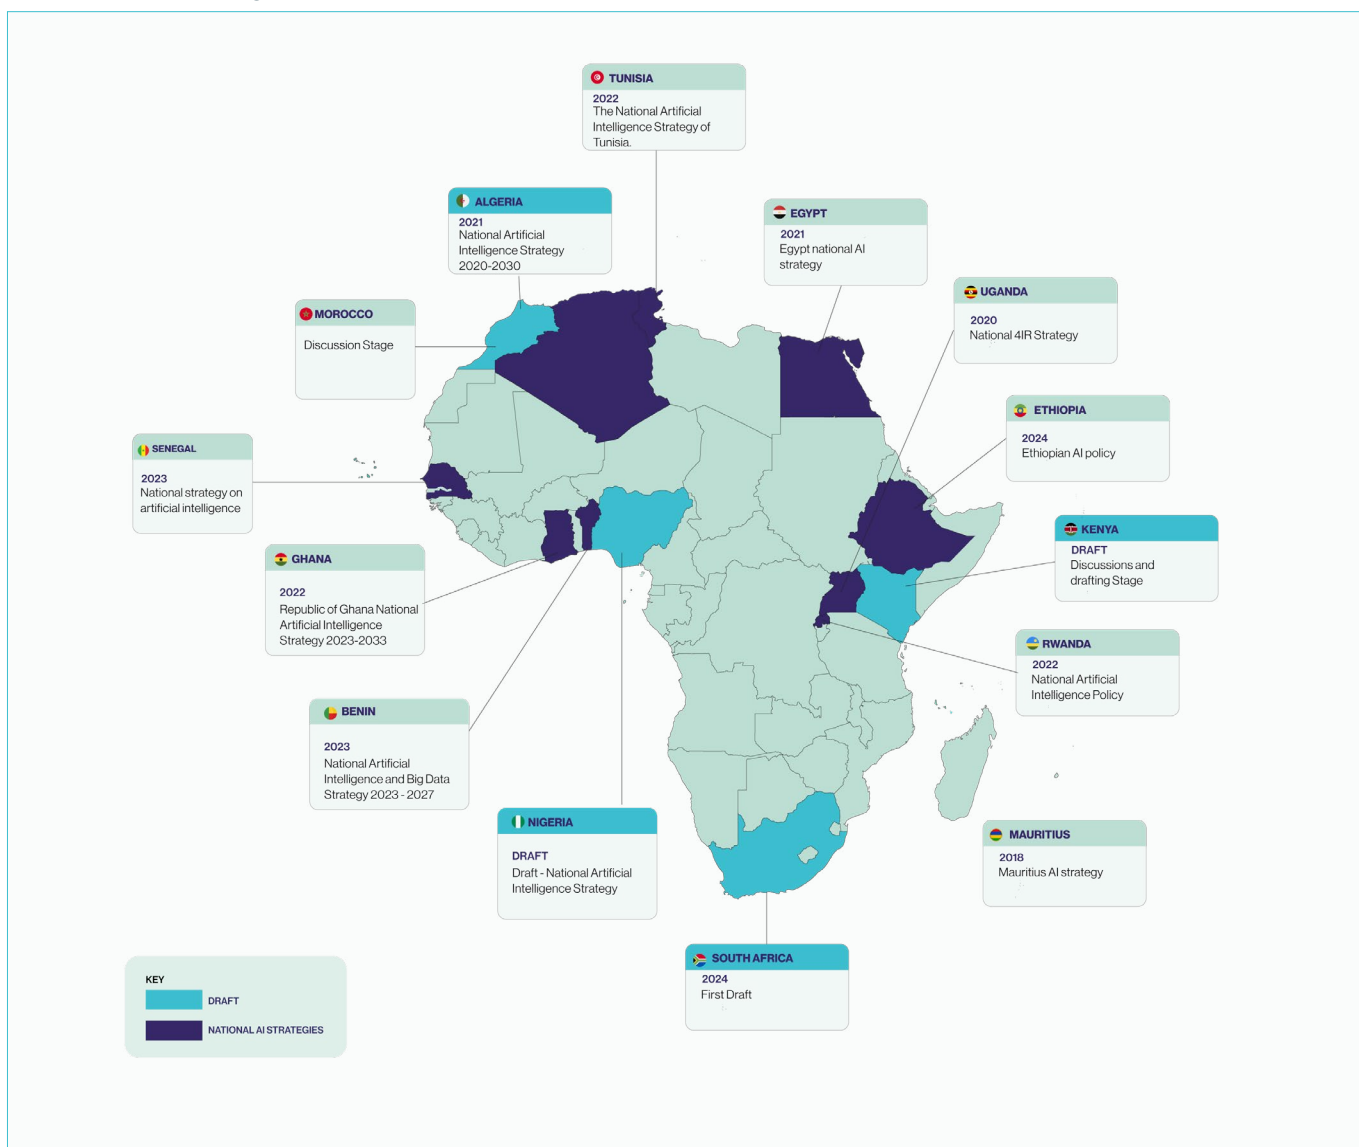 TUNISIA
2022
The National Artificial
Intelligence Strategy of
Tunisia.
ALGERIA
2021
National Artificial
Intelligence Strategy
2020-2030
EGYPT
2021
Egypt national AI
strategy
UGANDA
2020
National 4IR Strategy
MOROCCO
Discussion Stage
ETHIOPIA
2024
Ethiopian AI policy
SENEGAL
2023
National strategy on
artificial intelligence
KENYA
DRAFT
Discussions and
drafting Stage
GHANA
2022
Republic of Ghana National
Artificial Intelligence
Strategy 2023-2033
RWANDA
2022
National Artificial
Intelligence Policy
BENIN
2023
National Artificial
Intelligence and Big Data
Strategy 2023 - 2027
NIGERIA
DRAFT
Draft - National Artificial
Intelligence Strategy
MAURITIUS
2018
Mauritius AI strategy
SOUTH AFRICA
2024
First Draft
KEY
DRAFT
NATIONAL AI STRATEGIES